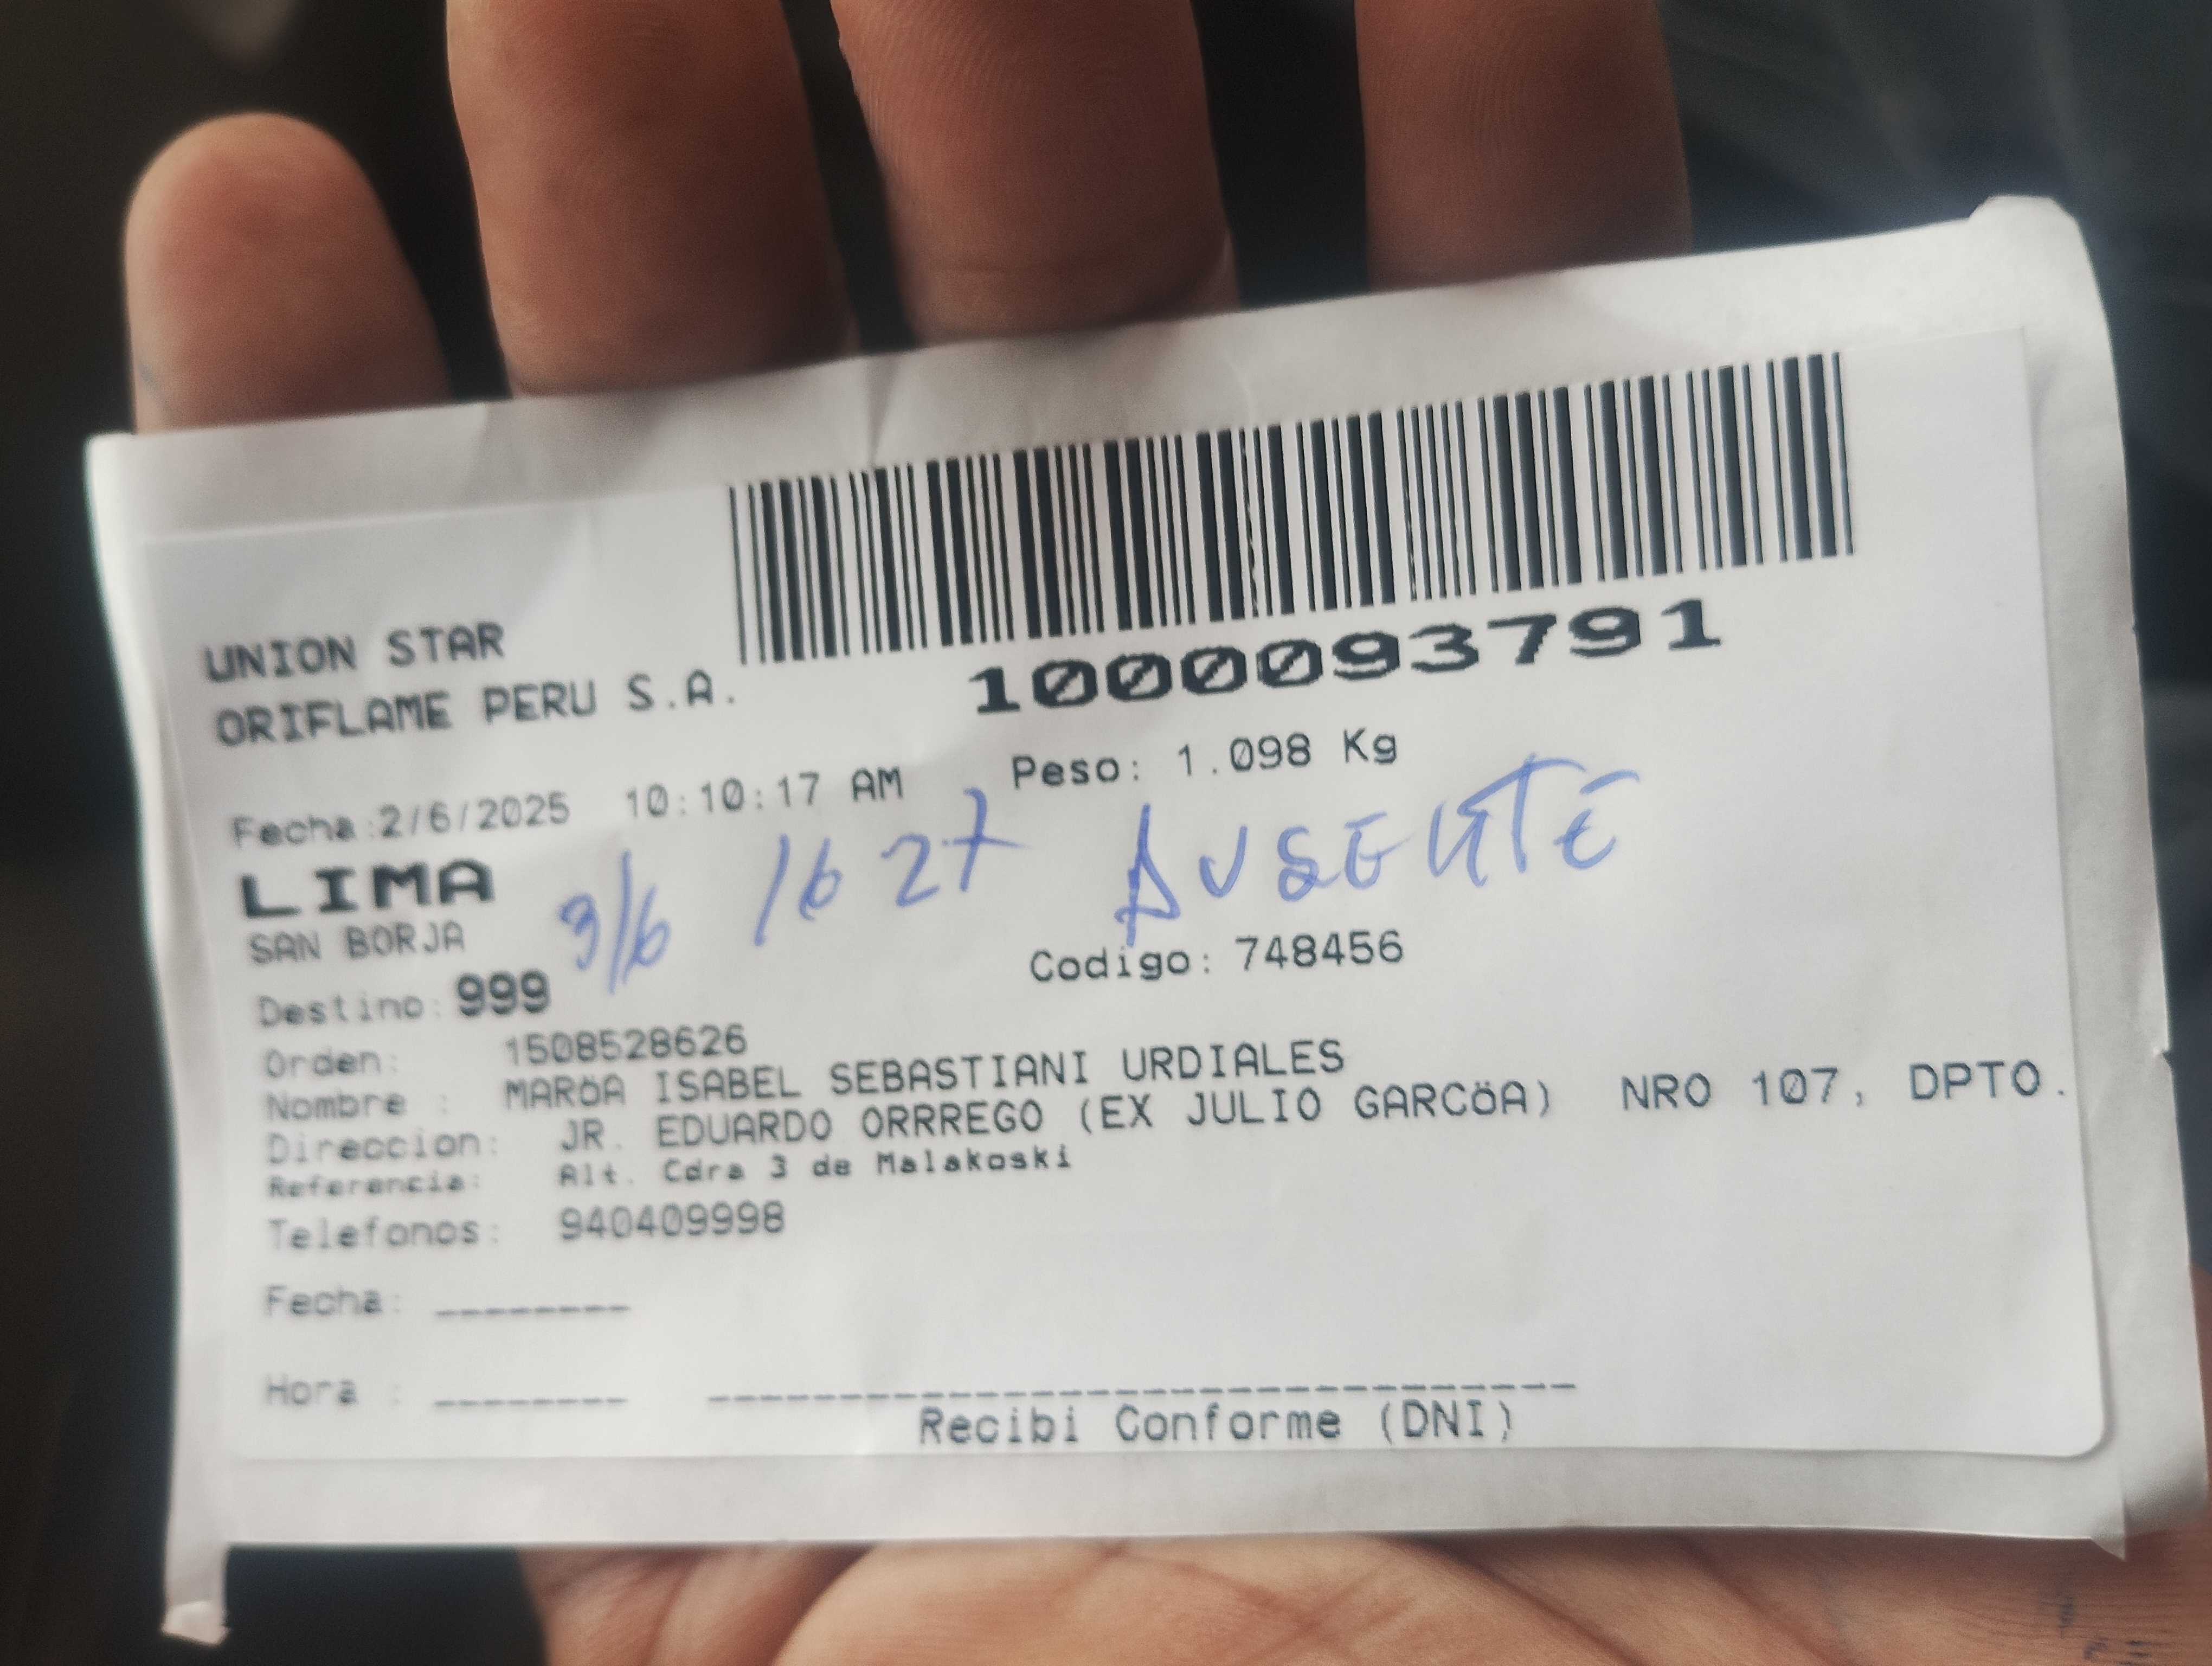 UNION STAR
ORIFLAME PERU S.A.
1000093791
Fecha:2/6/2025 10:10:17 AM Peso: 1.098 Kg
LIMA
3/6 16 27 AUSENTE
SAN BORJA
Destino: 999 Codigo: 748456
Orden: 1508528626
Nombre : MARöA ISABEL SEBASTIANI URDIALES
Direccion: JR. EDUARDO ORRREGO (EX JULIO GARCöA) NRO 107, DPTO.
Referencia: Alt. Cdra 3 de Malakoski
Telefonos: 940409998
Fecha: ________
Hora : ________
Recibi Conforme (DNI)